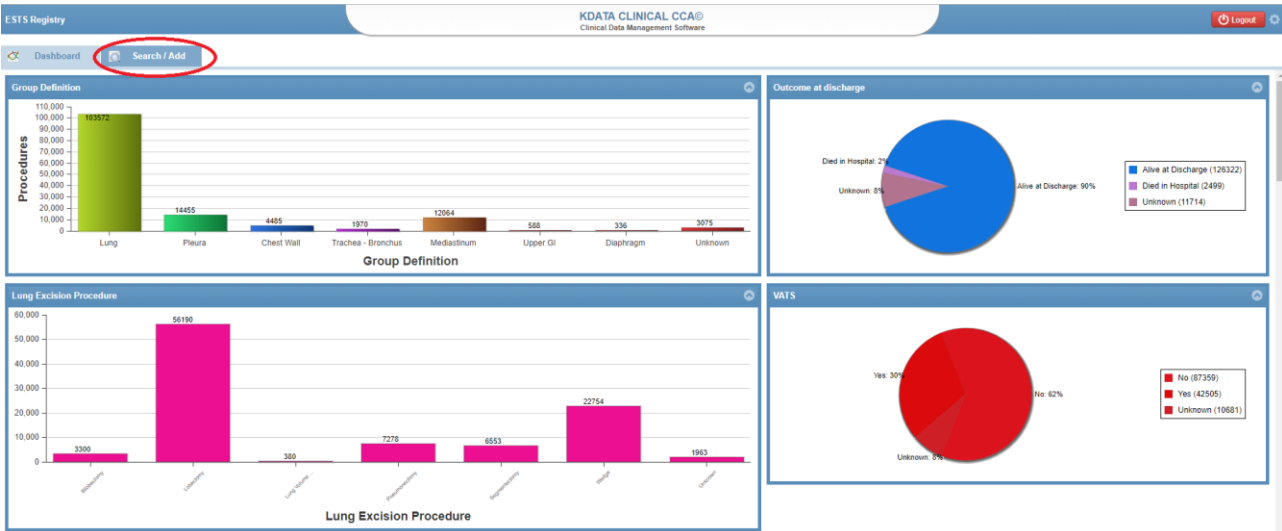 ESTS Registry
KDATA CLINICAL CCA©
Clinical Data Management Software
Logout
Dashboard
Search / Add
Group Definition
110,000
100,000
90,000
80,000
70,000
60,000
50,000
40,000
30,000
20,000
10,000
0
Procedures
103572
14455
4485
1970
12064
588
336
3075
Lung
Pleura
Chest Wall
Trachea - Bronchus
Mediastinum
Upper GI
Diaphragm
Unknown
Group Definition
Outcome at discharge
Died in Hospital: 2%
Unknown: 8%
Alive at Discharge: 90%
Alive at Discharge (126322)
Died in Hospital (2499)
Unknown (11714)
Lung Excision Procedure
60,000
50,000
40,000
30,000
20,000
10,000
0
3300
56190
380
7278
6553
22754
1963
Bilobectomy
Lobectomy
Lung Volume ...
Pneumonectomy
Segmentectomy
Wedge
Unknown
Lung Excision Procedure
VATS
Yes: 30%
No: 62%
Unknown: 8%
No (87359)
Yes (42505)
Unknown (10681)